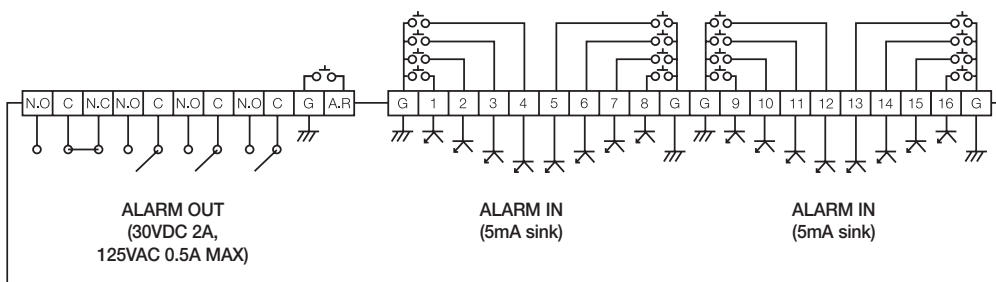 N.O C N.C N.O C N.O C N.O C G A.R G 1 2 3 4 5 6 7 8 G G 9 10 11 12 13 14 15 16 G
ALARM OUT
(30VDC 2A,
125VAC 0.5A MAX)
ALARM IN
(5mA sink)
ALARM IN
(5mA sink)